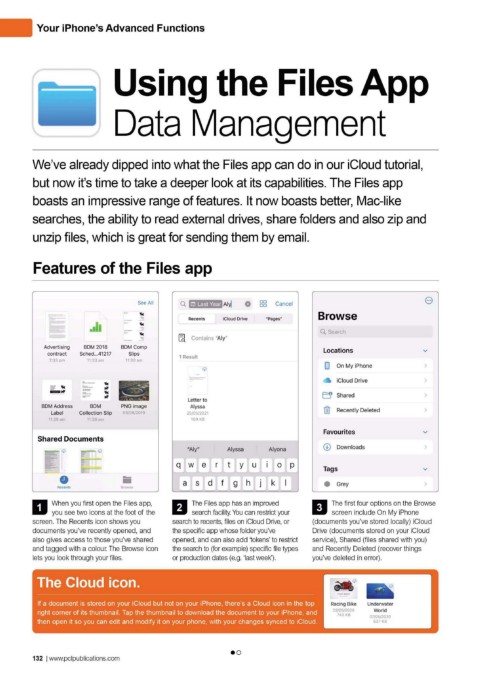 Your iPhone's Advanced Functions
Using the Files App
Data Management
We've already dipped into what the Files app can do in our iCloud tutorial,
but now it's time to take a deeper look at its capabilities. The Files app
boasts an impressive range of features. It now boasts better, Mac-like
searches, the ability to read external drives, share folders and also zip and
unzip files, which is great for sending them by email.
Features of the Files app
See All
Advertising contract
BDM 2018 Sched...41217
BDM Comp Slips
BDM Address Label
BDM Collection Slip
PNG image
Shared Documents
Recents
Browse
Last Year Aly
Cancel
Recents iCloud Drive "Pages"
Contains "Aly"
1 Result
Letter to
Alyssa
"Aly" Alyssa Alyona
q w e r t y u i o p
a s d f g h j k l
Browse
Search
Locations
On My iPhone
iCloud Drive
Shared
Recently Deleted
Favourites
Downloads
Tags
Grey
1
When you first open the Files app,
you see two icons at the foot of the
screen. The Recents icon shows you
documents you've recently opened, and
also gives access to those you've shared
and tagged with a colour. The Browse icon
lets you look through your files.
2
The Files app has an improved
search facility. You can restrict your
search to recents, files on iCloud Drive, or
the specific app whose folder you've
opened, and can also add 'tokens' to restrict
the search to (for example) specific file types
or production dates (e.g. 'last week').
3
The first four options on the Browse
screen include On My iPhone
(documents you've stored locally) iCloud
Drive (documents stored on your iCloud
service), Shared (files shared with you)
and Recently Deleted (recover things
you've deleted in error).
The Cloud icon.
If a document is stored on your iCloud but not on your iPhone, there's a Cloud icon in the top
right corner of its thumbnail. Tap the thumbnail to download the document to your iPhone, and
then open it so you can edit and modify it on your phone, with your changes synced to iCloud.
Racing Bike
Underwater
World
132 | www.pclpublications.com